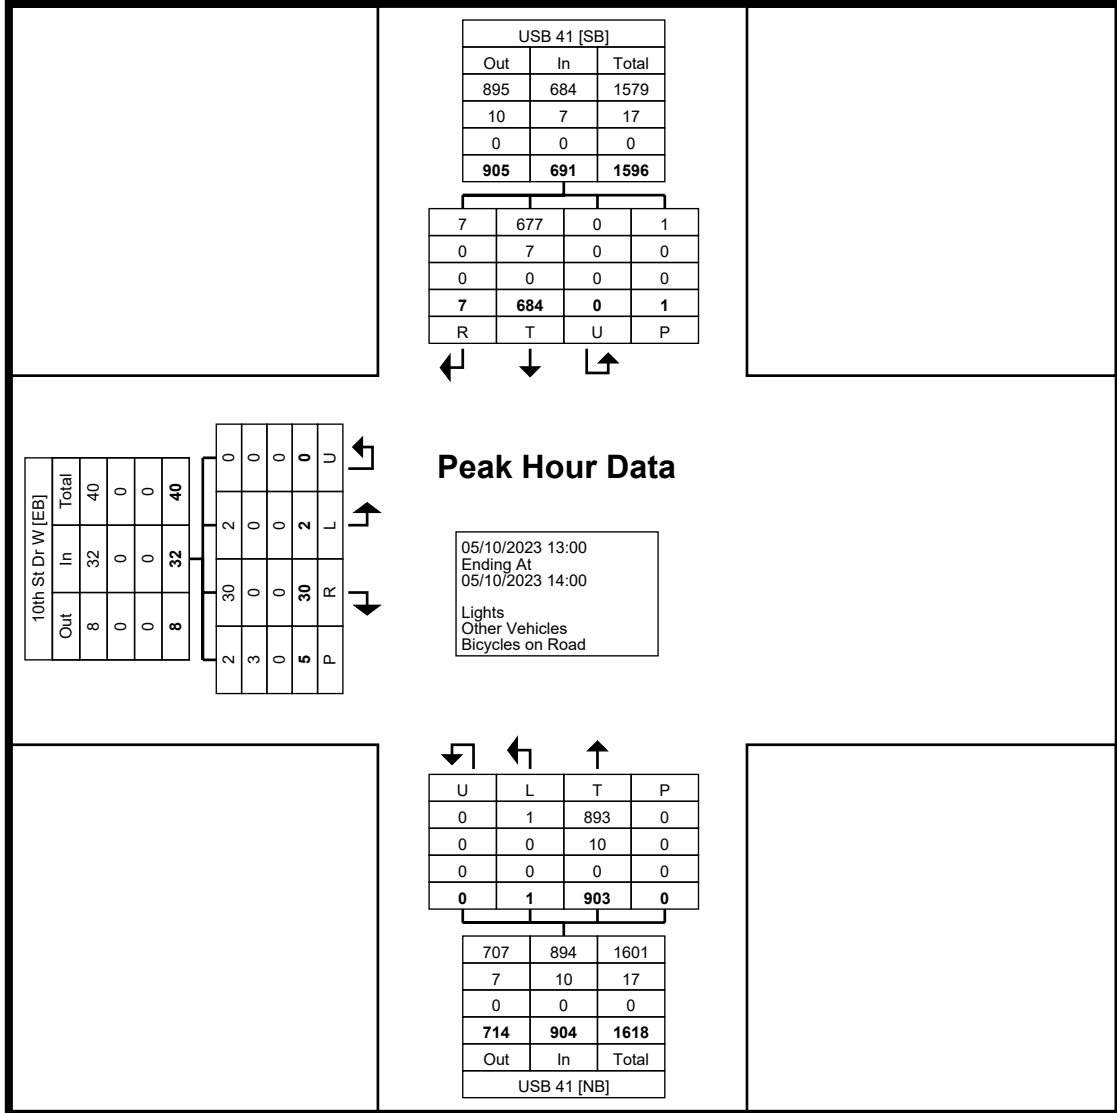 USB 41 [SB]
Out In Total
895 684 1579
10 7 17
0 0 0
905 691 1596
7 677 0 1
0 7 0 0
0 0 0 0
7 684 0 1
R T U P
10th St Dr W [EB]
Out In Total
8 32 40
0 0 0
0 0 0
8 32 40
2 30 2 0
3 0 0 0
0 0 0 0
5 30 2 0
P R L U
Peak Hour Data
05/10/2023 13:00
Ending At
05/10/2023 14:00
Lights
Other Vehicles
Bicycles on Road
U L T P
0 1 893 0
0 0 10 0
0 0 0 0
0 1 903 0
707 894 1601
7 10 17
0 0 0
714 904 1618
Out In Total
USB 41 [NB]